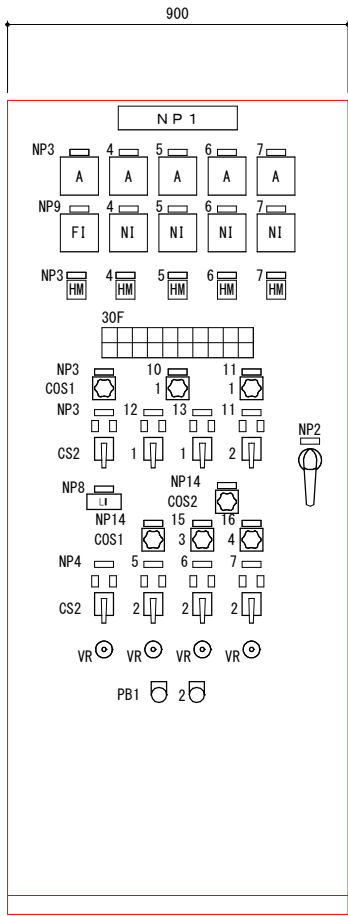 900
NP1
NP3 4 5 6 7
A A A A A
NP9 4 5 6 7
FI NI NI NI NI
NP3 4 5 6 7
HM HM HM HM HM
30F
NP3 10 11
COS1 1 1
NP3 12 13 11
NP2
CS2 1 1 2
NP8 NP14
LI COS2
NP14 15 16
COS1 3 4
NP4 5 6 7
CS2 2 2 2
VR VR VR VR
PB1 2